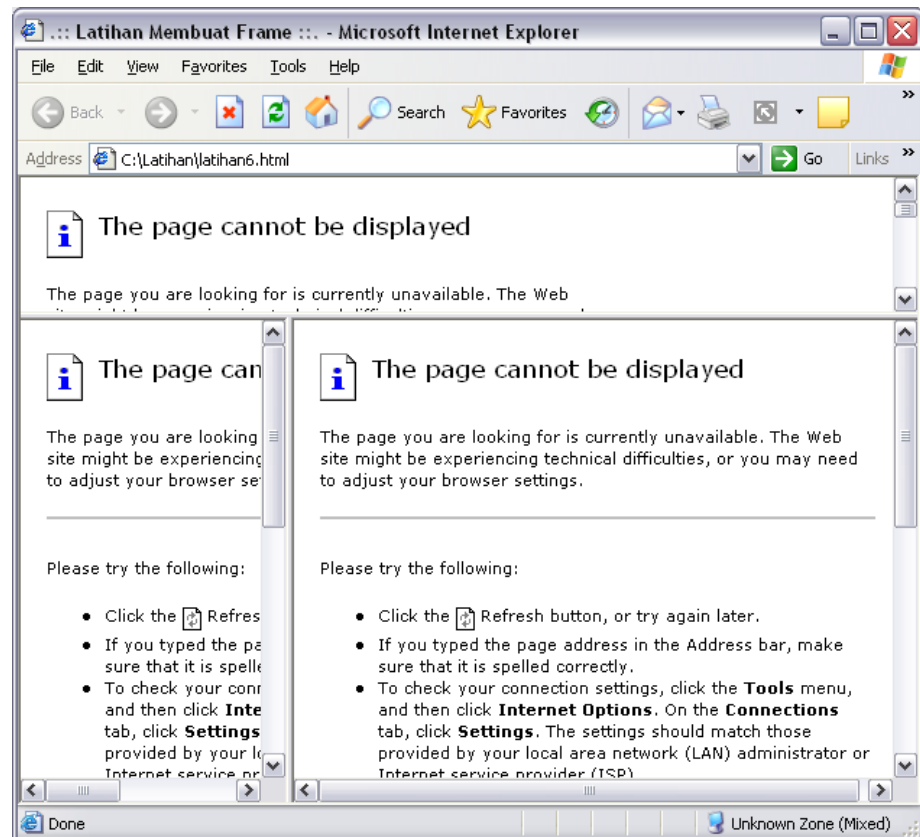 .:: Latihan Membuat Frame ::. - Microsoft Internet Explorer
File Edit View Favorites Tools Help
Back Search Favorites »
Address C:\Latihan\latihan6.html Go Links »
The page cannot be displayed
The page you are looking for is currently unavailable. The Web
The page can
The page you are looking
site might be experiencing
to adjust your browser se
Please try the following:
Click the Refres
If you typed the pa
sure that it is spelle
To check your conn
and then click Inte
tab, click Settings
provided by your lo
Internet service pr
The page cannot be displayed
The page you are looking for is currently unavailable. The Web
site might be experiencing technical difficulties, or you may need
to adjust your browser settings.
Please try the following:
Click the Refresh button, or try again later.
If you typed the page address in the Address bar, make
sure that it is spelled correctly.
To check your connection settings, click the Tools menu,
and then click Internet Options. On the Connections
tab, click Settings. The settings should match those
provided by your local area network (LAN) administrator or
Internet service provider (ISP)
Done Unknown Zone (Mixed)